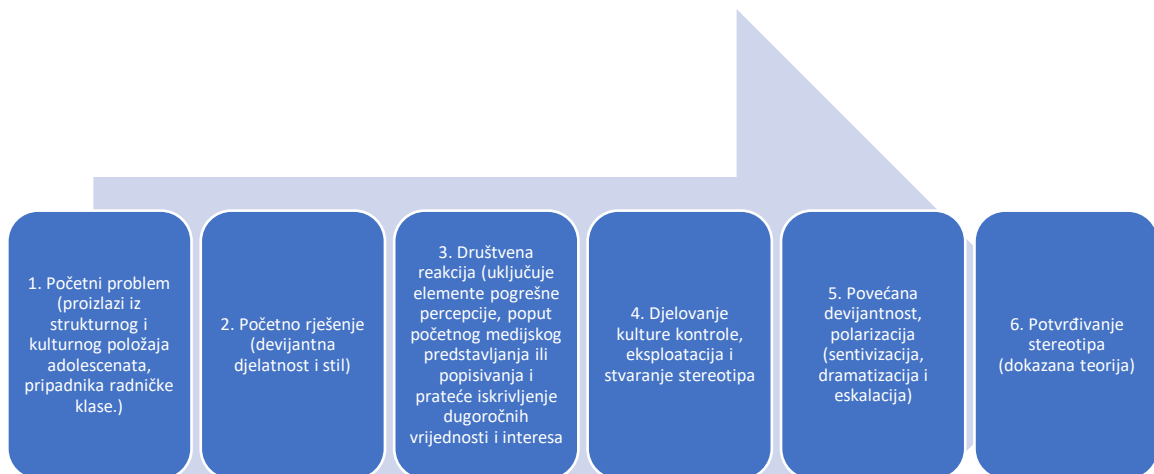 1. Početni problem
(proizlazi iz
strukturnog i
kulturnog položaja
adolescenata,
pripadnika radničke
klase.)
2. Početno rješenje
(devijantna
djelatnost i stil)
3. Društvena
reakcija (uključuje
elemente pogrešne
percepcije, poput
početnog medijskog
predstavljanja ili
popisivanja i
prateće iskrivljenje
dugoročnih
vrijednosti i interesa
4. Djelovanje
kulture kontrole,
eksploatacija i
stvaranje stereotipa
5. Povećana
devijantnost,
polarizacija
(sentivizacija,
dramatizacija i
eskalacija)
6. Potvrđivanje
stereotipa
(dokazana teorija)